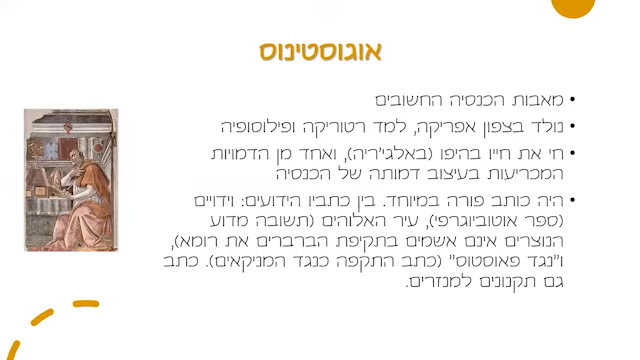 אוגוסטינוס
• מאבות הכנסיה החשובים
• נולד בצפון אפריקה, למד רטוריקה ופילוסופיה
• חי את חייו בהיפו (באלגי'ריה), ואחד מן הדמויות
המכריעות בעיצוב דמותה של הכנסיה
• היה כותב פורה במיוחד. בין כתביו הידועים: וידויים
(ספר אוטוביוגרפי), עיר האלוהים (תשובה מדוע
הנוצרים אינם אשמים בתקיפת הברברים את רומא),
ו"נגד פאוסטוס" (כתב התקפה כנגד המניקאים). כתב
גם תקנונים למנזרים.